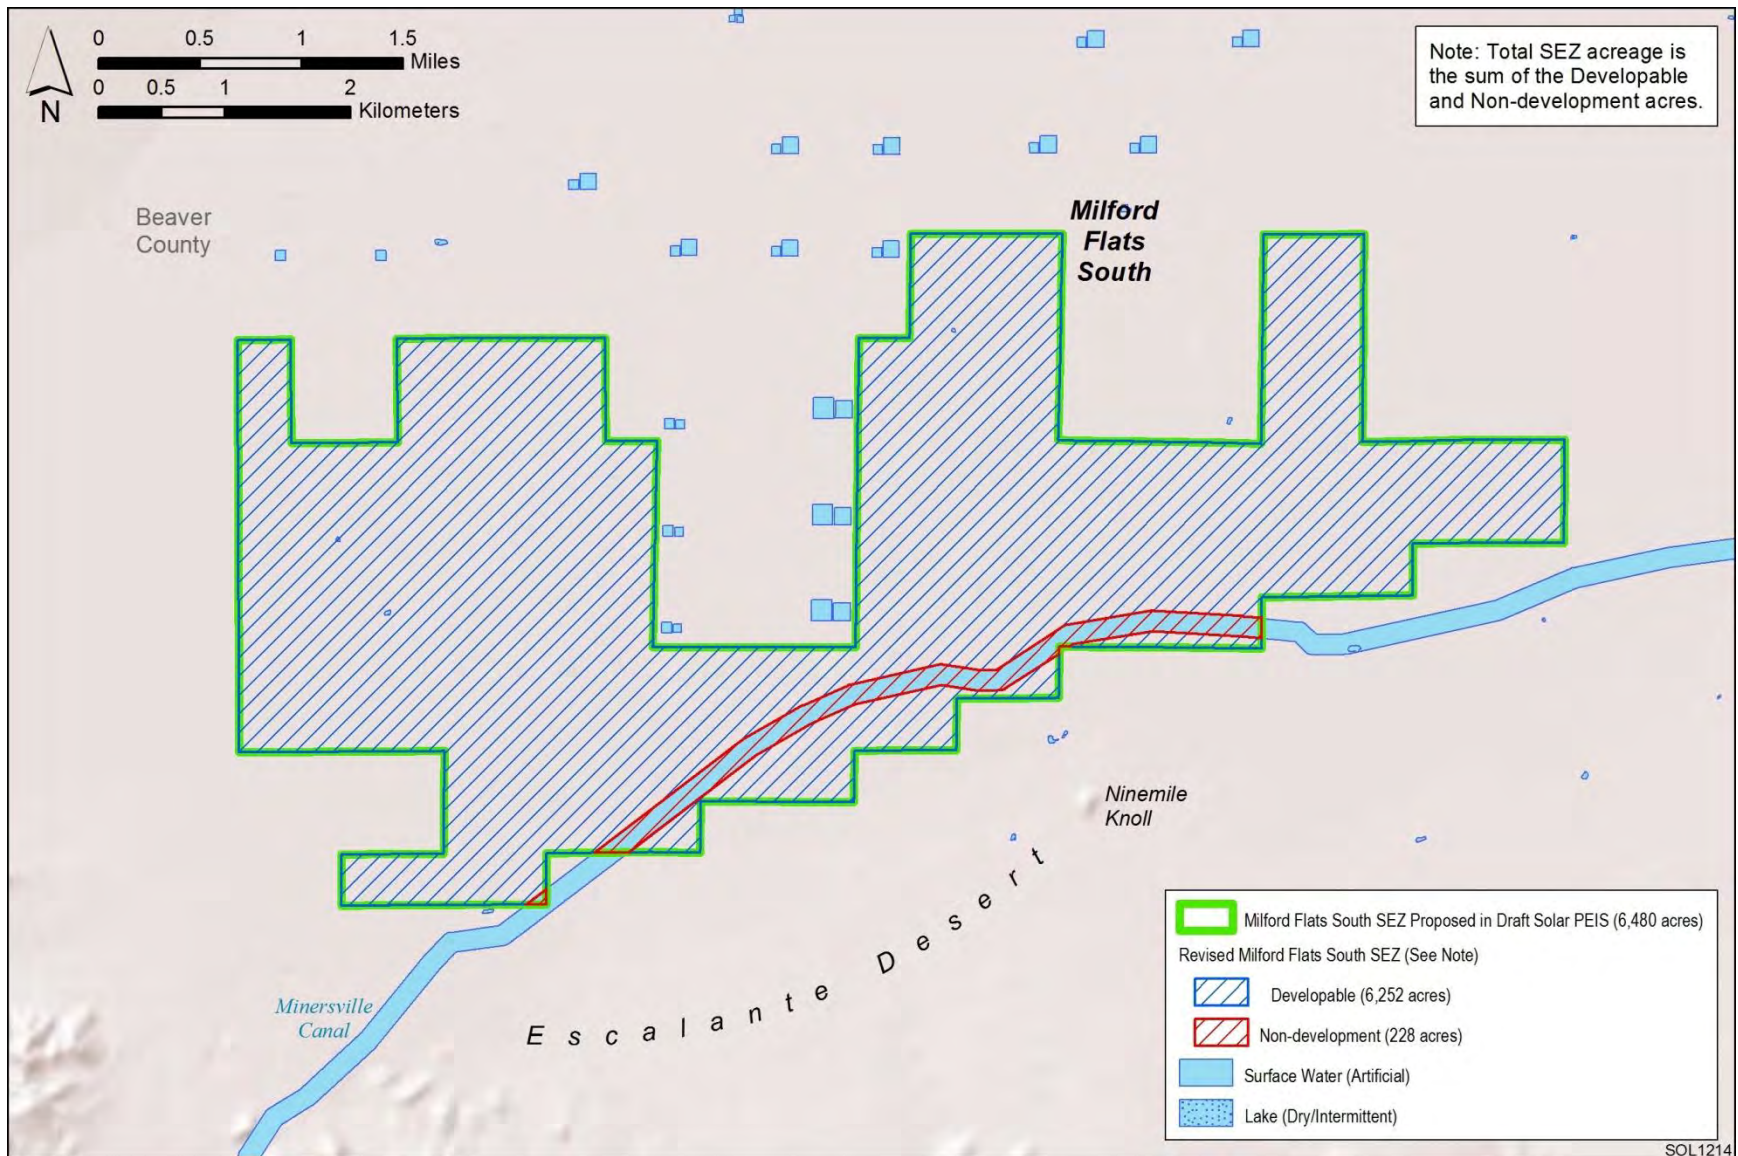 0 0.5 1 1.5
Miles
0 0.5 1 2
Kilometers
N
Note: Total SEZ acreage is
the sum of the Developable
and Non-development acres.
Beaver
County
Milford
Flats
South
Ninemile
Knoll
Escalante Desert
Minersville
Canal
Milford Flats South SEZ Proposed in Draft Solar PEIS (6,480 acres)
Revised Milford Flats South SEZ (See Note)
Developable (6,252 acres)
Non-development (228 acres)
Surface Water (Artificial)
Lake (Dry/Intermittent)
SOL1214